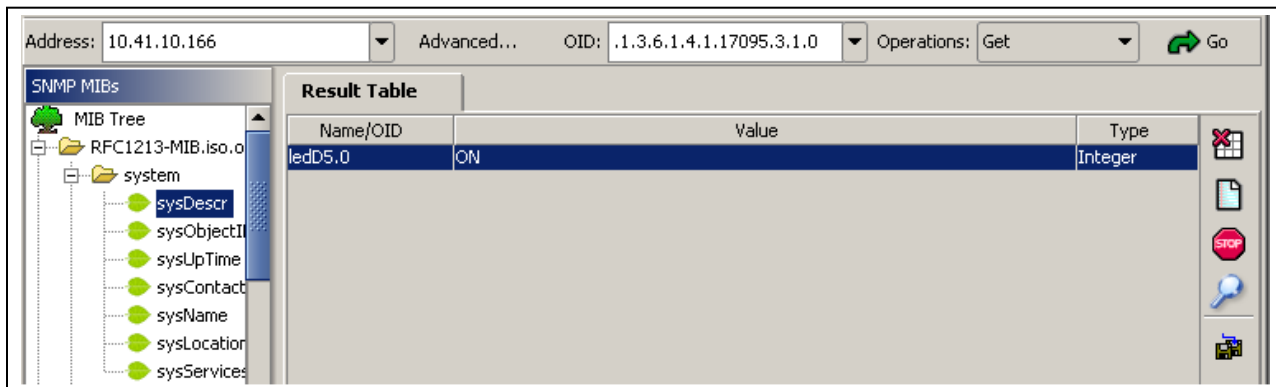 Address: 10.41.10.166 Advanced... OID: .1.3.6.1.4.1.17095.3.1.0 Operations: Get Go
SNMP MIBs
Result Table
MIB Tree
Name/OID Value Type
RFC1213-MIB.iso.o
ledD5.0 ON Integer
system
sysDescr
sysObjectI
STOP
sysUpTime
sysContact
sysName
sysLocation
sysServices